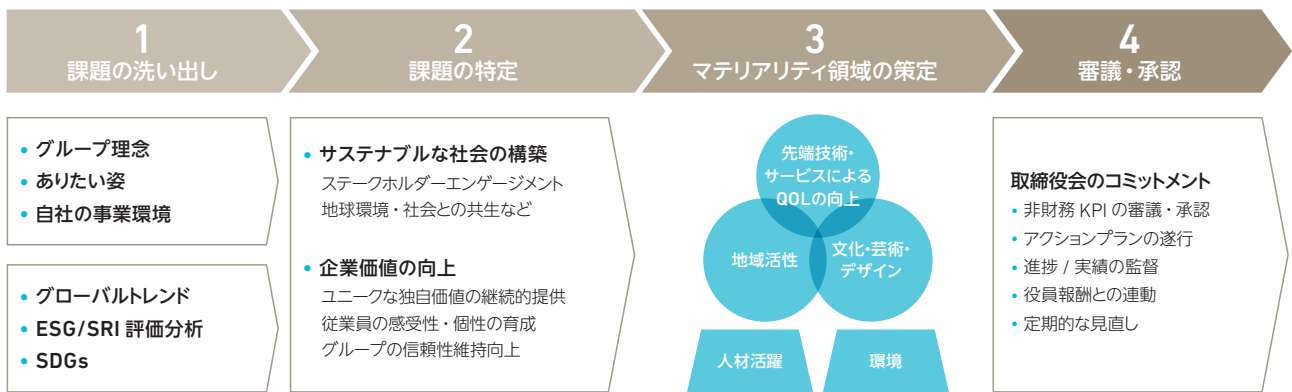 1
課題の洗い出し
2
課題の特定
3
マテリアリティ領域の策定
4
審議・承認
• グループ理念
• ありたい姿
• 自社の事業環境
• グローバルトレンド
• ESG/SRI 評価分析
• SDGs
• サステナブルな社会の構築
ステークホルダーエンゲージメント
地球環境・社会との共生など
• 企業価値の向上
ユニークな独自価値の継続的提供
従業員の感受性・個性の育成
グループの信頼性維持向上
先端技術・
サービスによる
QOLの向上
地域活性
文化・芸術・
デザイン
人材活躍
環境
取締役会のコミットメント
• 非財務 KPI の審議・承認
• アクションプランの遂行
• 進捗 / 実績の監督
• 役員報酬との連動
• 定期的な見直し